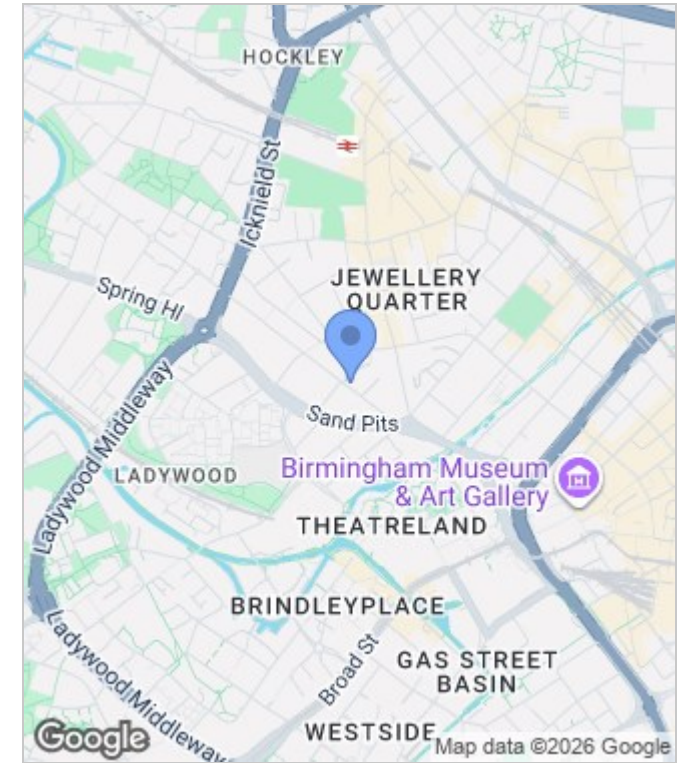 HOCKLEY
Icknield St
JEWELLERY
QUARTER
Spring Hl
Sand Pits
Ladywood Middleway
LADYWOOD
Birmingham Museum
& Art Gallery
THEATRELAND
BRINDLEYPLACE
Broad St
GAS STREET
BASIN
Ladywood Middleway
WESTSIDE
Google
Map data ©2026 Google